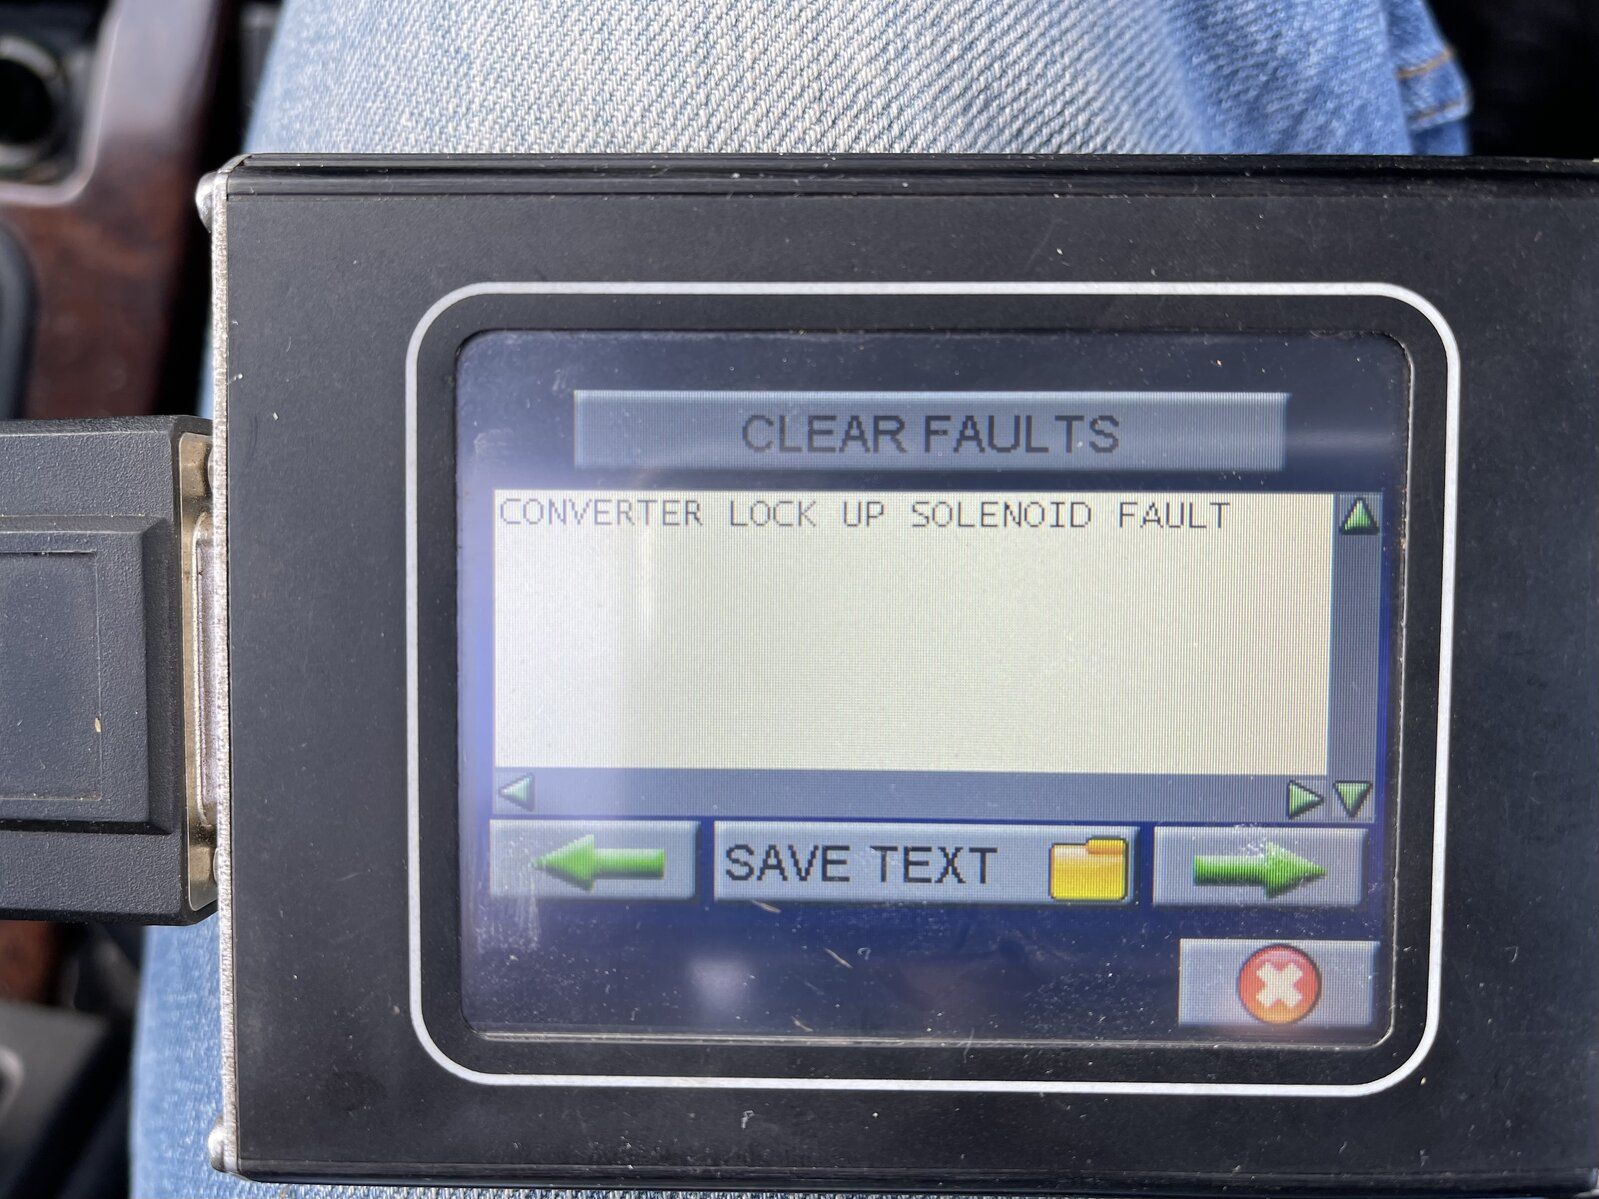 CLEAR FAULTS
CONVERTER LOCK UP SOLENOID FAULT
SAVE TEXT